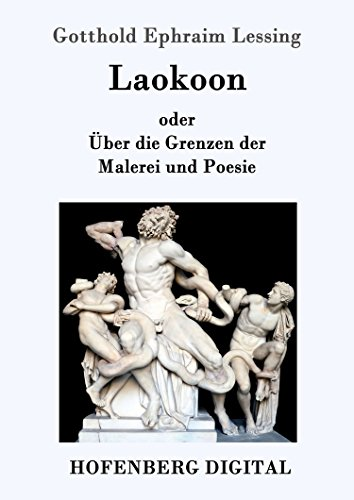 Gotthold Ephraim Lessing
Laokoon
oder
Über die Grenzen der
Malerei und Poesie
HOFENBERG DIGITAL